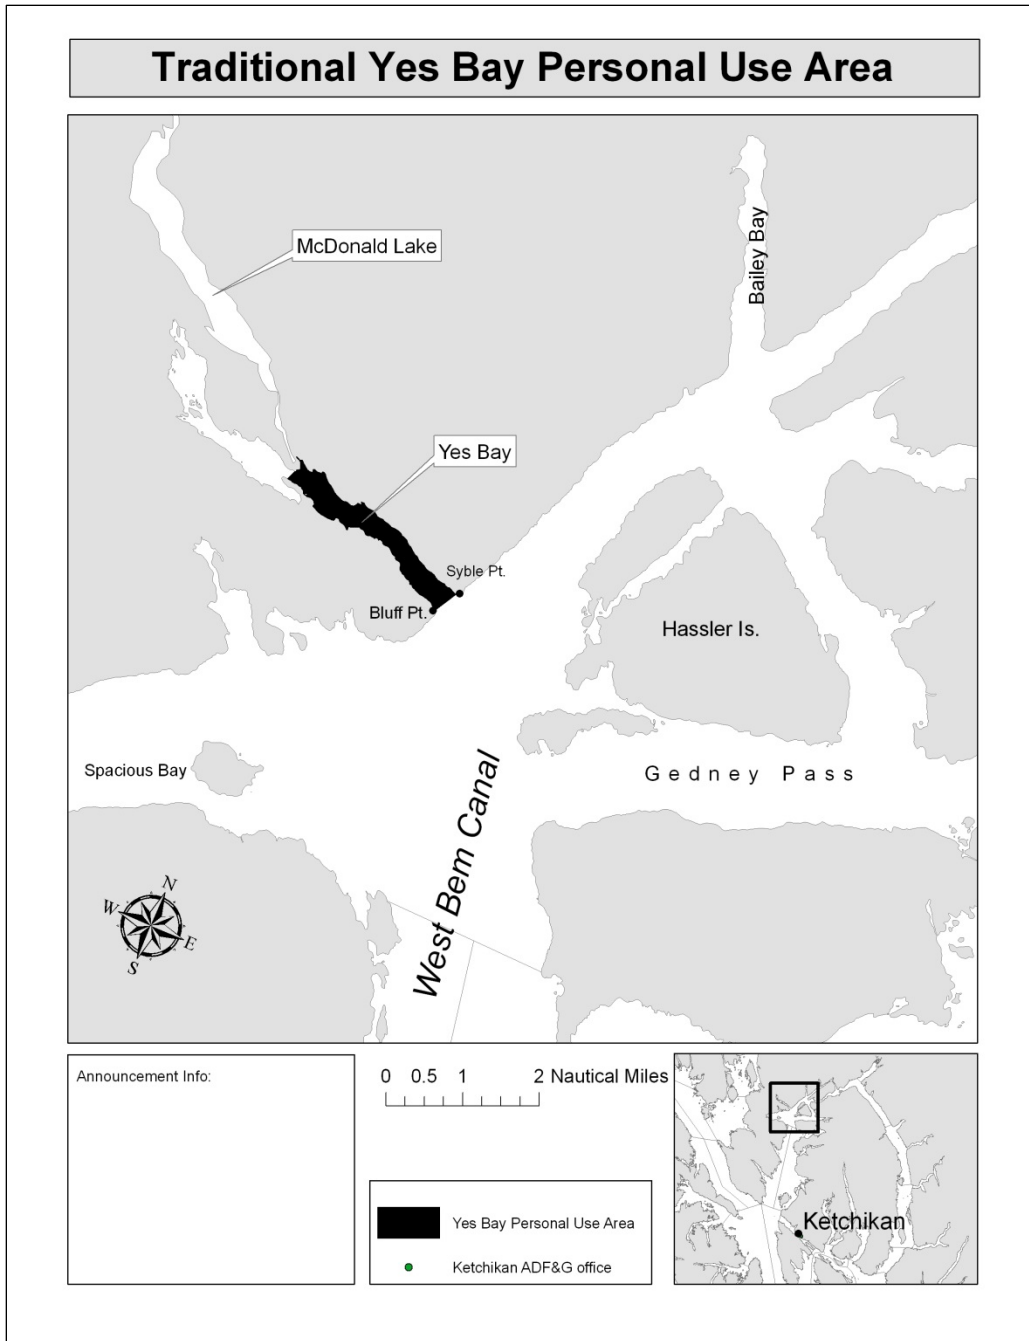 Traditional Yes Bay Personal Use Area
McDonald Lake
Bailey Bay
Yes Bay
Syble Pt.
Bluff Pt.
Hassler Is.
Spacious Bay
Gedney Pass
West Bem Canal
N
W
E
S
Announcement Info:
0 0.5 1 2 Nautical Miles
Yes Bay Personal Use Area
Ketchikan ADF&G office
Ketchikan